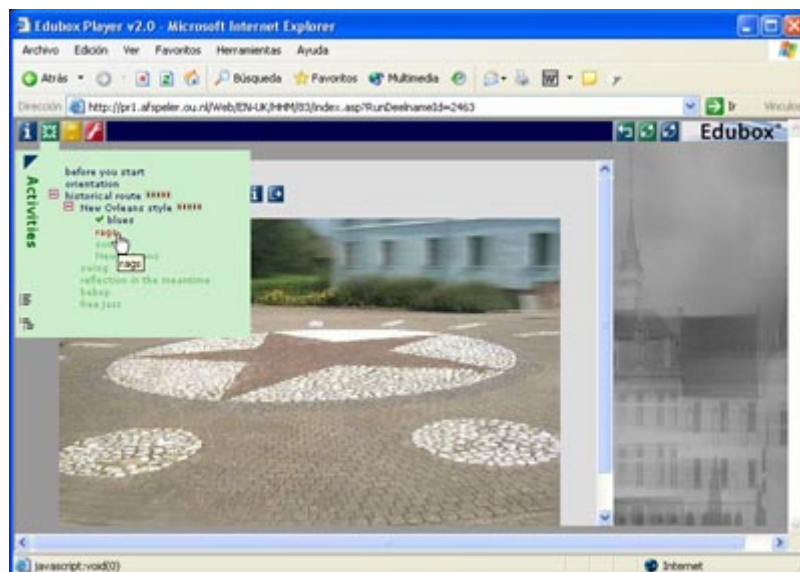 Edubox Player v2.0 - Microsoft Internet Explorer
Archivo Edición Ver Favoritos Herramientas Ayuda
Atrás Búsqueda Favoritos Multimedia
Dirección http://pr1.afspeler.ou.nl/Web/EN-UK/HHM/83/index.asp?RunDeelnameId=2463 Ir Vínculos
Edubox
Activities
before you start
orientation
historical route
New Orleans style
blues
rags
rags
swing
reflection in the meantime
bebop
free jazz
javascript:void(0) Internet